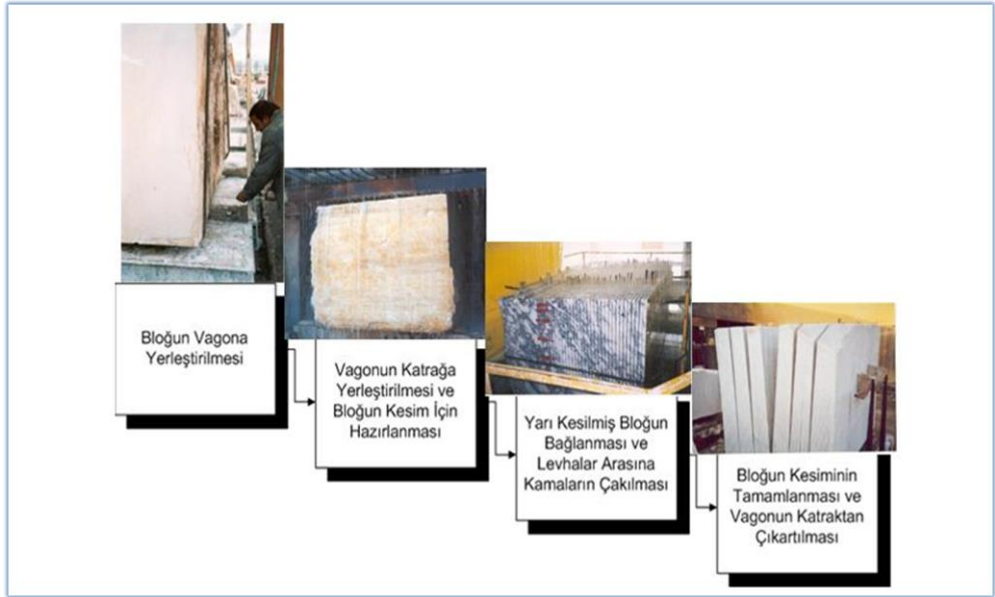 Bloğun Vagona
Yerleştirilmesi
Vagonun Katrağa
Yerleştirilmesi ve
Bloğun Kesim İçin
Hazırlanması
Yarı Kesilmiş Bloğun
Bağlanması ve
Levhalar Arasına
Kamaların Çakılması
Bloğun Kesiminin
Tamamlanması ve
Vagonun Katraktan
Çıkartılması